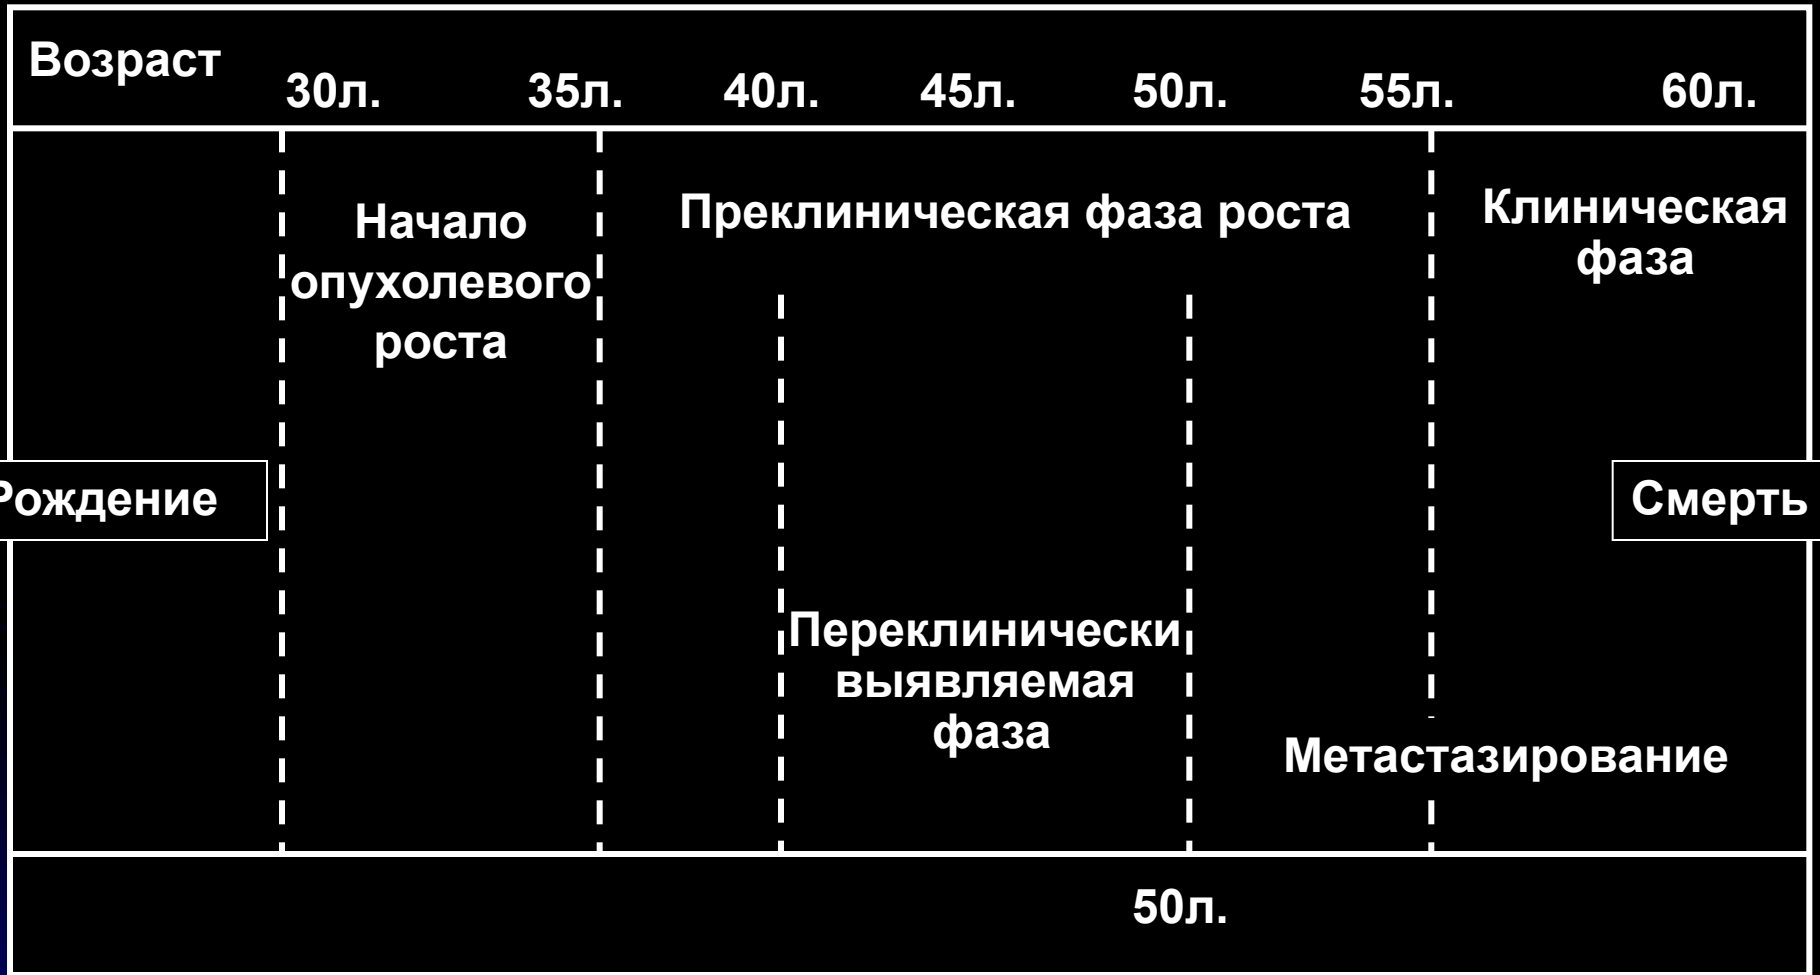 Возраст
30л. 35л. 40л. 45л. 50л. 55л. 60л.
Начало
опухолевого
роста
Преклиническая фаза роста
Клиническая
фаза
Рождение
Смерть
Переклинически
выявляемая
фаза
Метастазирование
50л.